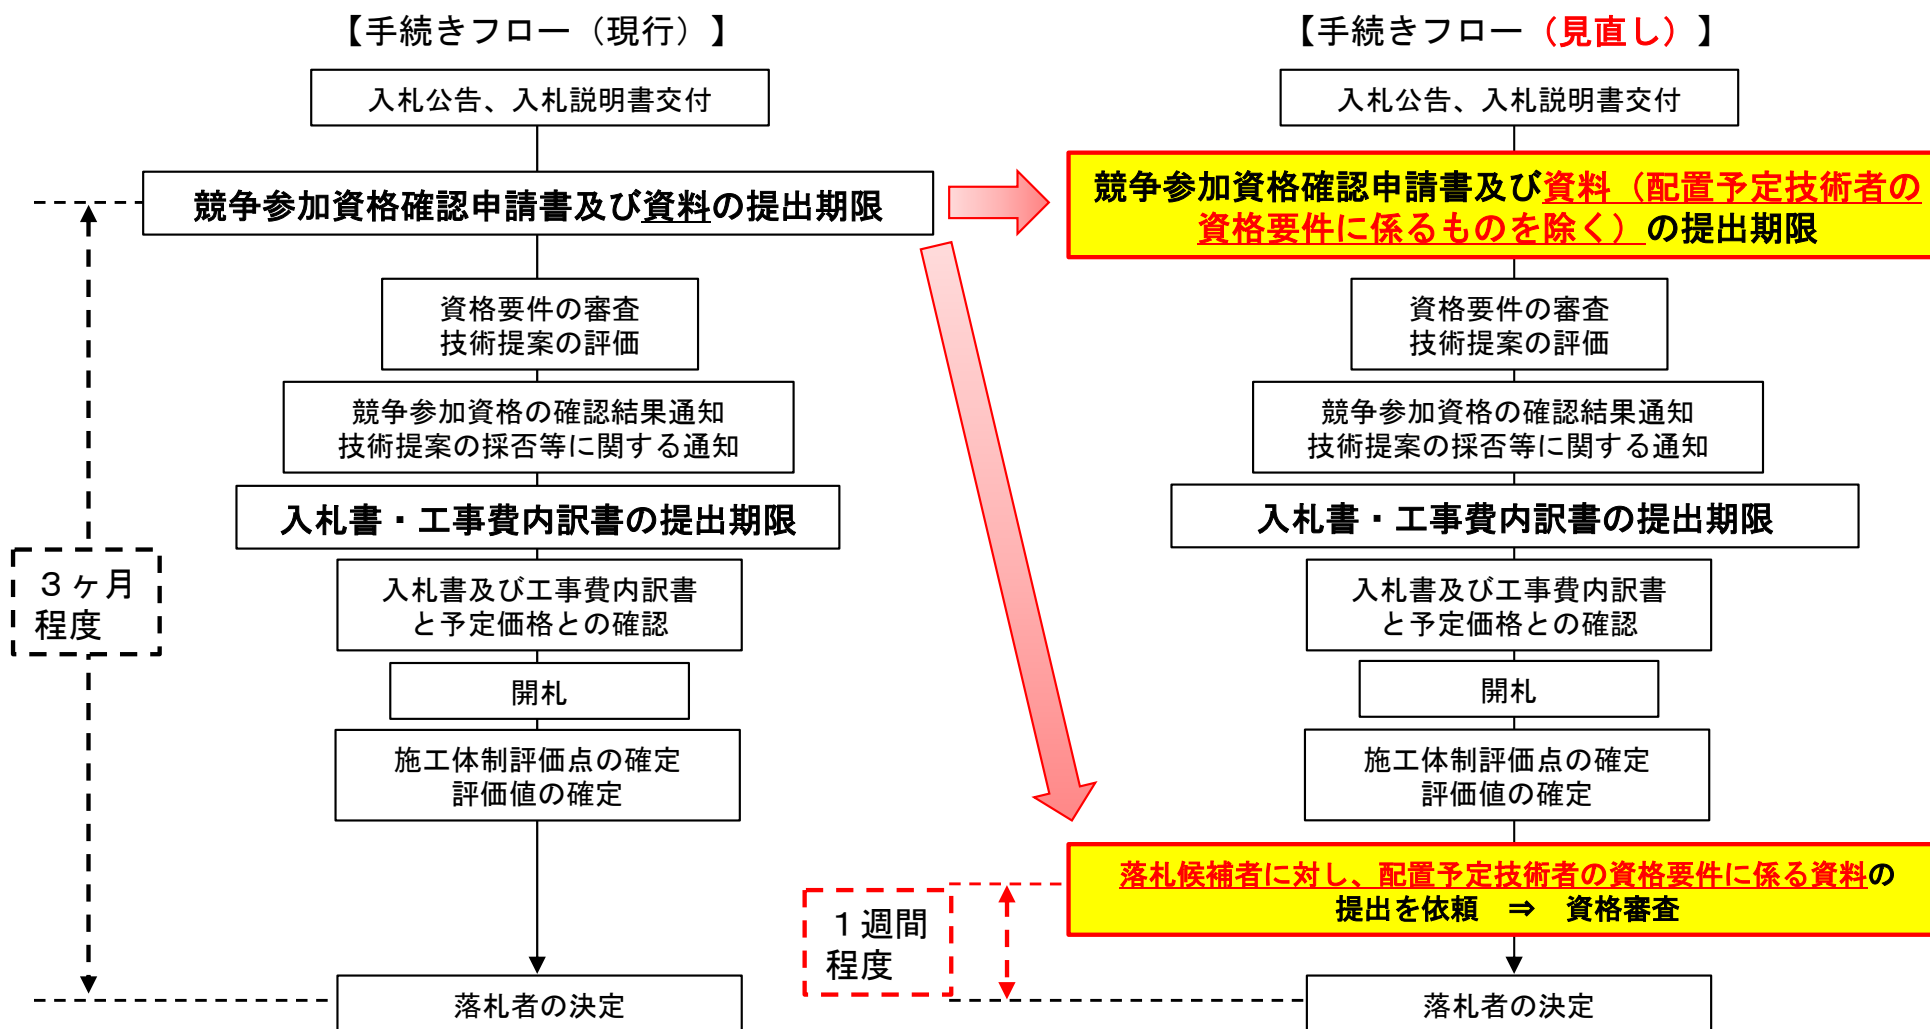 【手続きフロー（現行）】
入札公告、入札説明書交付
競争参加資格確認申請書及び資料の提出期限
資格要件の審査
技術提案の評価
競争参加資格の確認結果通知
技術提案の採否等に関する通知
入札書・工事費内訳書の提出期限
入札書及び工事費内訳書
と予定価格との確認
開札
施工体制評価点の確定
評価値の確定
落札者の決定
３ヶ月
程度
【手続きフロー（見直し）】
入札公告、入札説明書交付
競争参加資格確認申請書及び資料（配置予定技術者の
資格要件に係るものを除く）の提出期限
資格要件の審査
技術提案の評価
競争参加資格の確認結果通知
技術提案の採否等に関する通知
入札書・工事費内訳書の提出期限
入札書及び工事費内訳書
と予定価格との確認
開札
施工体制評価点の確定
評価値の確定
落札候補者に対し、配置予定技術者の資格要件に係る資料の
提出を依頼　⇒　資格審査
１週間
程度
落札者の決定